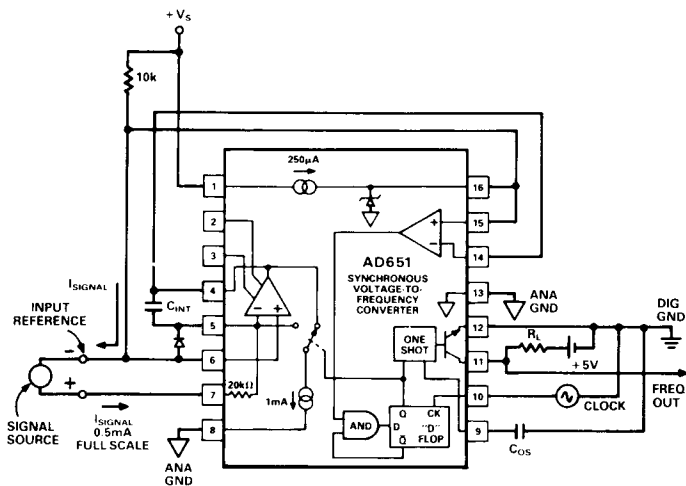 + VS
10k
250μA
1
16
2
+
15
3
−
14
AD651
SYNCHRONOUS
VOLTAGE-TO-
FREQUENCY
CONVERTER
ISIGNAL
4
13
ANA
GND
CINT
INPUT
REFERENCE
5
− +
12
DIG
GND
ONE
SHOT
RL
−
6
11
+5V
FREQ
OUT
+
7
20kΩ
1mA
10
CLOCK
SIGNAL
SOURCE
ISIGNAL
0.5mA
FULL SCALE
8
AND
Q CK
D "D"
Q̅ FLOP
9
COS
ANA
GND